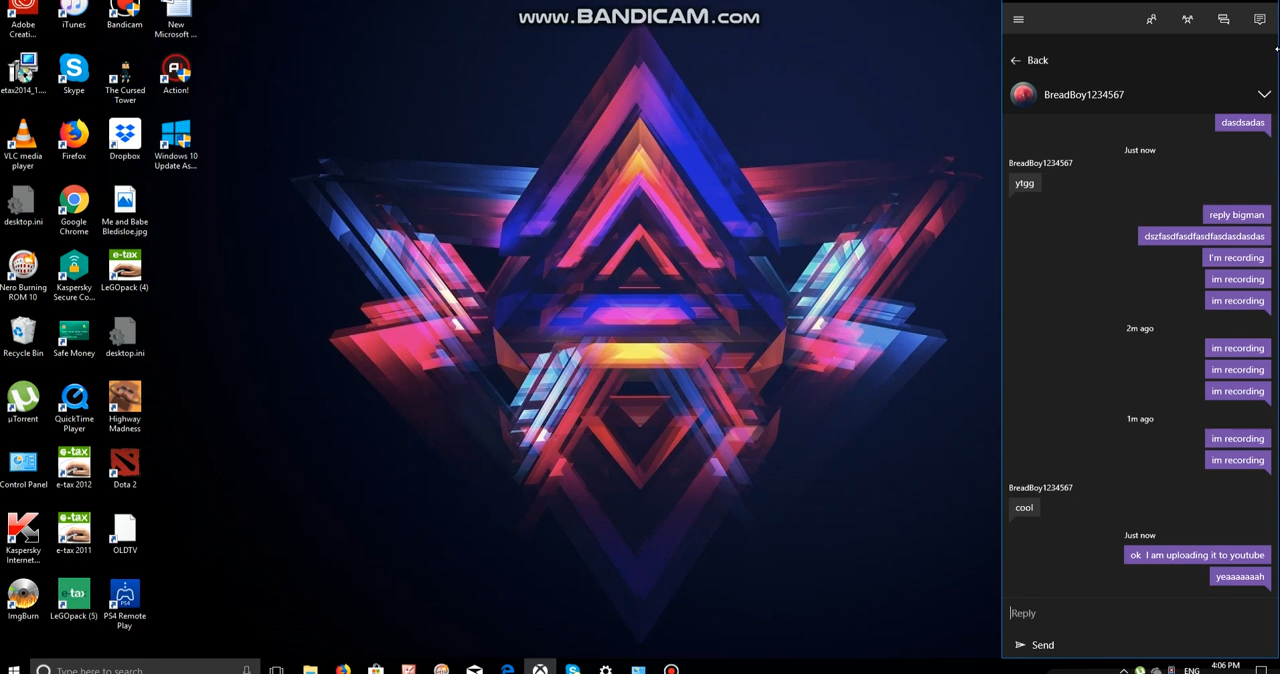 www.BANDICAM.com
Adobe
Creati...
iTunes
Bandicam
New
Microsoft ...
etax2014_1....
Skype
The Cursed
Tower
Action!
VLC media
player
Firefox
Dropbox
Windows 10
Update As...
desktop.ini
Google
Chrome
Me and Babe
Bledisloe.jpg
Nero Burning
ROM 10
Kaspersky
Secure Co...
e-tax
LeGOpack (4)
Recycle Bin
Safe Money
desktop.ini
µTorrent
QuickTime
Player
Highway
Madness
Control Panel
e-tax
e-tax 2012
Dota 2
Kaspersky
Internet...
e-tax
e-tax 2011
OLDTV
ImgBurn
e-tax
LeGOpack (5)
PS4
PS4 Remote
Play
Back
BreadBoy1234567
dasdsadas
Just now
BreadBoy1234567
ytgg
reply bigman
dszfasdfasdfasdfasdasdasdas
I'm recording
im recording
im recording
2m ago
im recording
im recording
im recording
1m ago
im recording
im recording
BreadBoy1234567
cool
Just now
ok I am uploading it to youtube
yeaaaaaaah
Reply
Send
Type here to search
ENG
4:06 PM